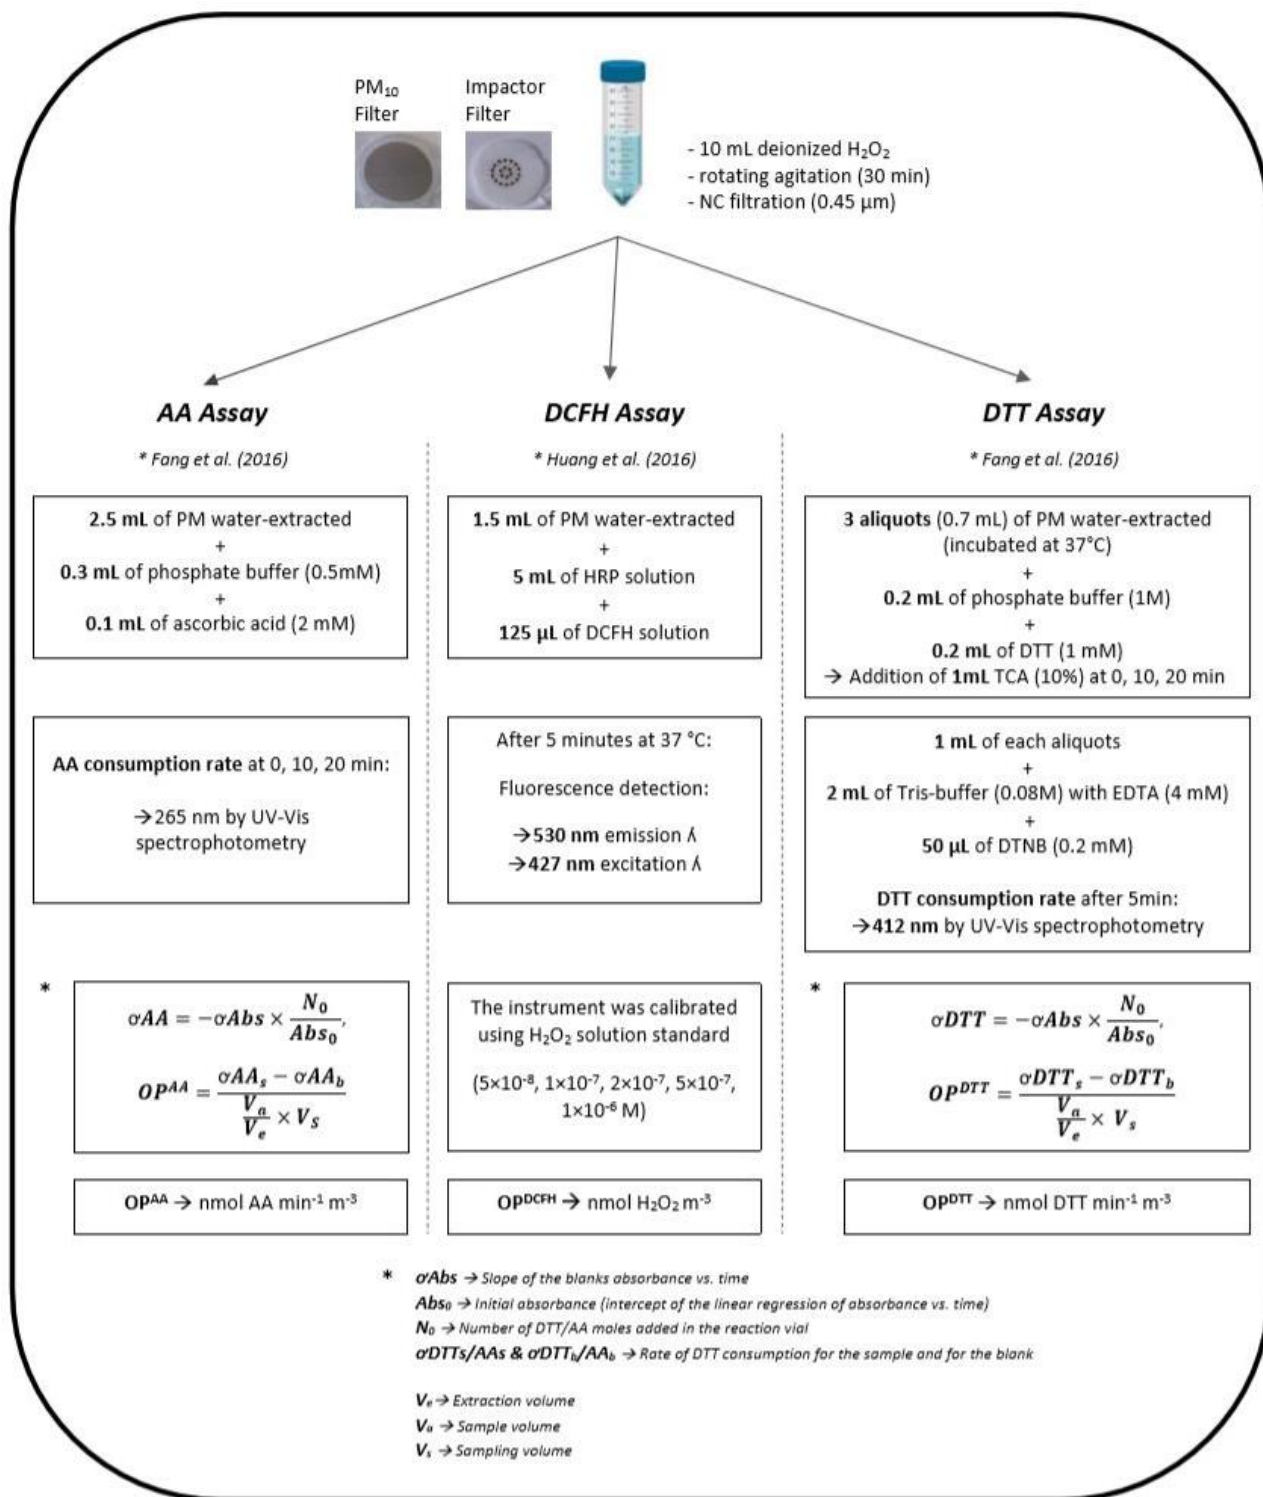 PM₁₀
Filter
Impactor
Filter
- 10 mL deionized H₂O₂
- rotating agitation (30 min)
- NC filtration (0.45 µm)
AA Assay
* Fang et al. (2016)
2.5 mL of PM water-extracted
+
0.3 mL of phosphate buffer (0.5mM)
+
0.1 mL of ascorbic acid (2 mM)
AA consumption rate at 0, 10, 20 min:
→265 nm by UV-Vis
spectrophotometry
*
σAA = −σAbs × N₀/Abs₀,
OP^AA = (σAAₛ − σAA_b)/(Vₐ/Vₑ × Vₛ)
OP^AA → nmol AA min⁻¹ m⁻³
DCFH Assay
* Huang et al. (2016)
1.5 mL of PM water-extracted
+
5 mL of HRP solution
+
125 µL of DCFH solution
After 5 minutes at 37 °C:
Fluorescence detection:
→530 nm emission ʎ
→427 nm excitation ʎ
The instrument was calibrated
using H₂O₂ solution standard
(5×10⁻⁸, 1×10⁻⁷, 2×10⁻⁷, 5×10⁻⁷,
1×10⁻⁶ M)
OP^DCFH → nmol H₂O₂ m⁻³
DTT Assay
* Fang et al. (2016)
3 aliquots (0.7 mL) of PM water-extracted
(incubated at 37°C)
+
0.2 mL of phosphate buffer (1M)
+
0.2 mL of DTT (1 mM)
→ Addition of 1mL TCA (10%) at 0, 10, 20 min
1 mL of each aliquots
+
2 mL of Tris-buffer (0.08M) with EDTA (4 mM)
+
50 µL of DTNB (0.2 mM)
DTT consumption rate after 5min:
→412 nm by UV-Vis spectrophotometry
*
σDTT = −σAbs × N₀/Abs₀,
OP^DTT = (σDTTₛ − σDTT_b)/(Vₐ/Vₑ × Vₛ)
OP^DTT → nmol DTT min⁻¹ m⁻³
* σAbs → Slope of the blanks absorbance vs. time
Abs₀ → Initial absorbance (intercept of the linear regression of absorbance vs. time)
N₀ → Number of DTT/AA moles added in the reaction vial
σDTTs/AAs & σDTT_b/AA_b → Rate of DTT consumption for the sample and for the blank
Vₑ → Extraction volume
Vₐ → Sample volume
Vₛ → Sampling volume